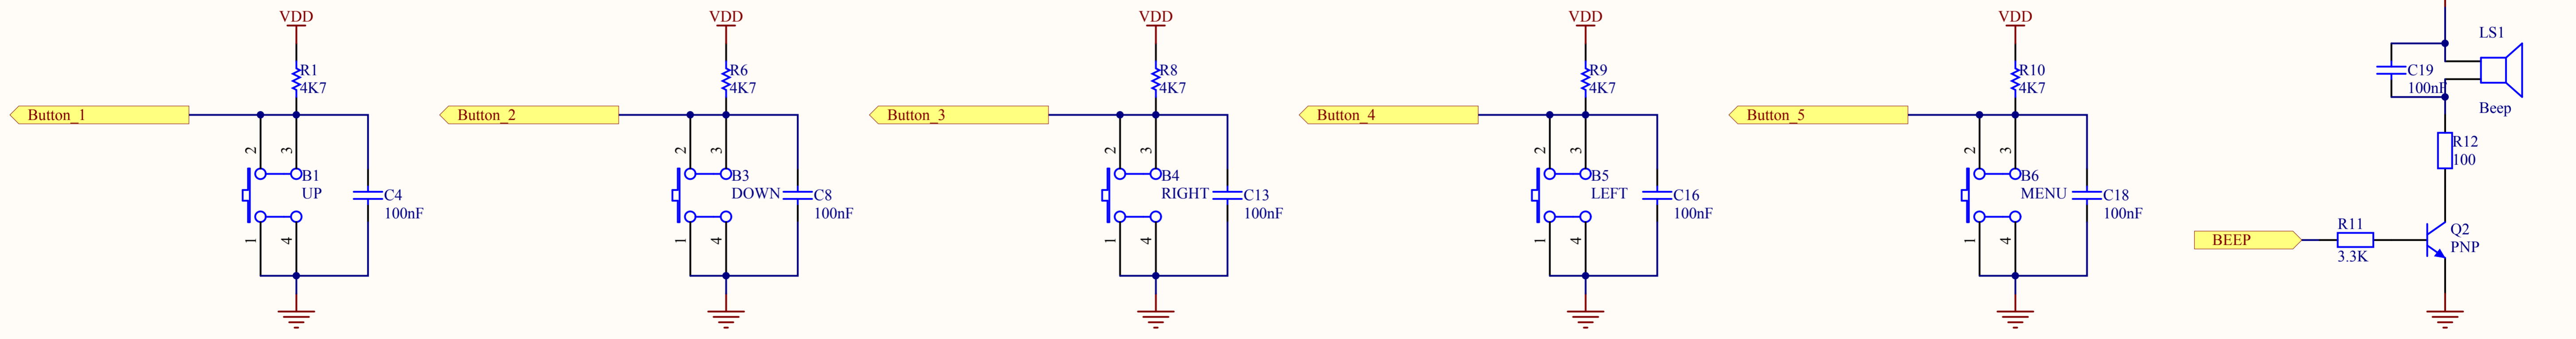 VDD
R1
4K7
Button_1
2
3
B1
UP
C4
100nF
1
4
VDD
R6
4K7
Button_2
2
3
B3
DOWN
C8
100nF
1
4
VDD
R8
4K7
Button_3
2
3
B4
RIGHT
C13
100nF
1
4
VDD
R9
4K7
Button_4
2
3
B5
LEFT
C16
100nF
1
4
VDD
R10
4K7
Button_5
2
3
B6
MENU
C18
100nF
1
4
LS1
C19
100nF
Beep
R12
100
BEEP
R11
3.3K
Q2
PNP